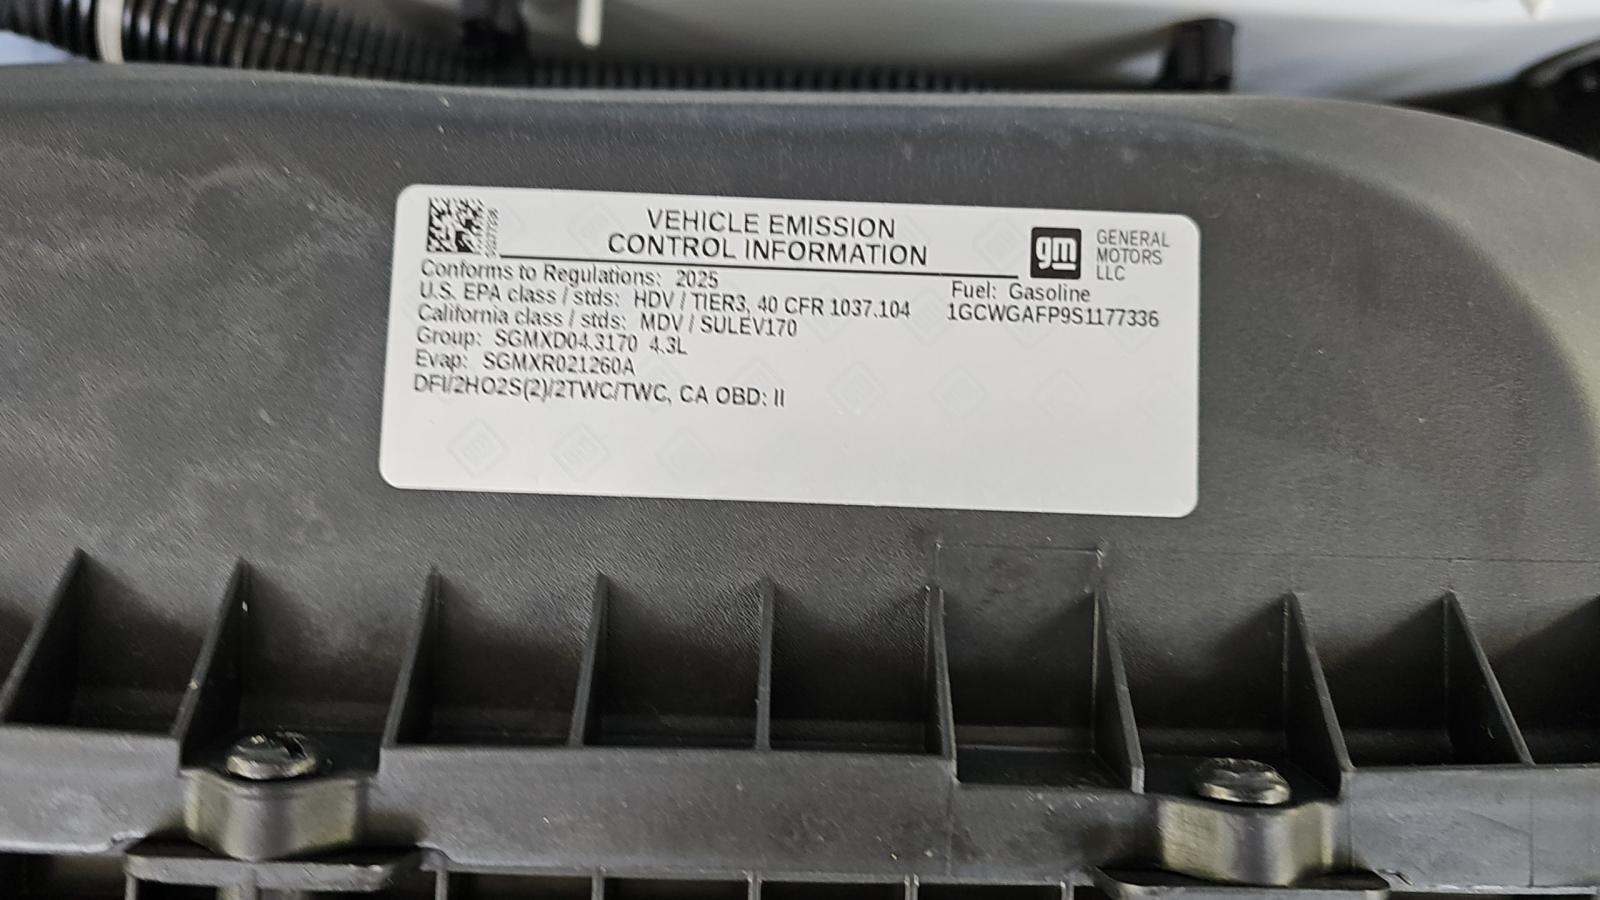 VEHICLE EMISSION
CONTROL INFORMATION
gm
GENERAL
MOTORS
LLC
Conforms to Regulations: 2025
Fuel: Gasoline
U.S. EPA class / stds: HDV / TIER3, 40 CFR 1037.104
1GCWGAFP9S1177336
California class / stds: MDV / SULEV170
Group: SGMXD04.3170 4.3L
Evap: SGMXR021260A
DFI/2HO2S(2)/2TWC/TWC, CA OBD: II